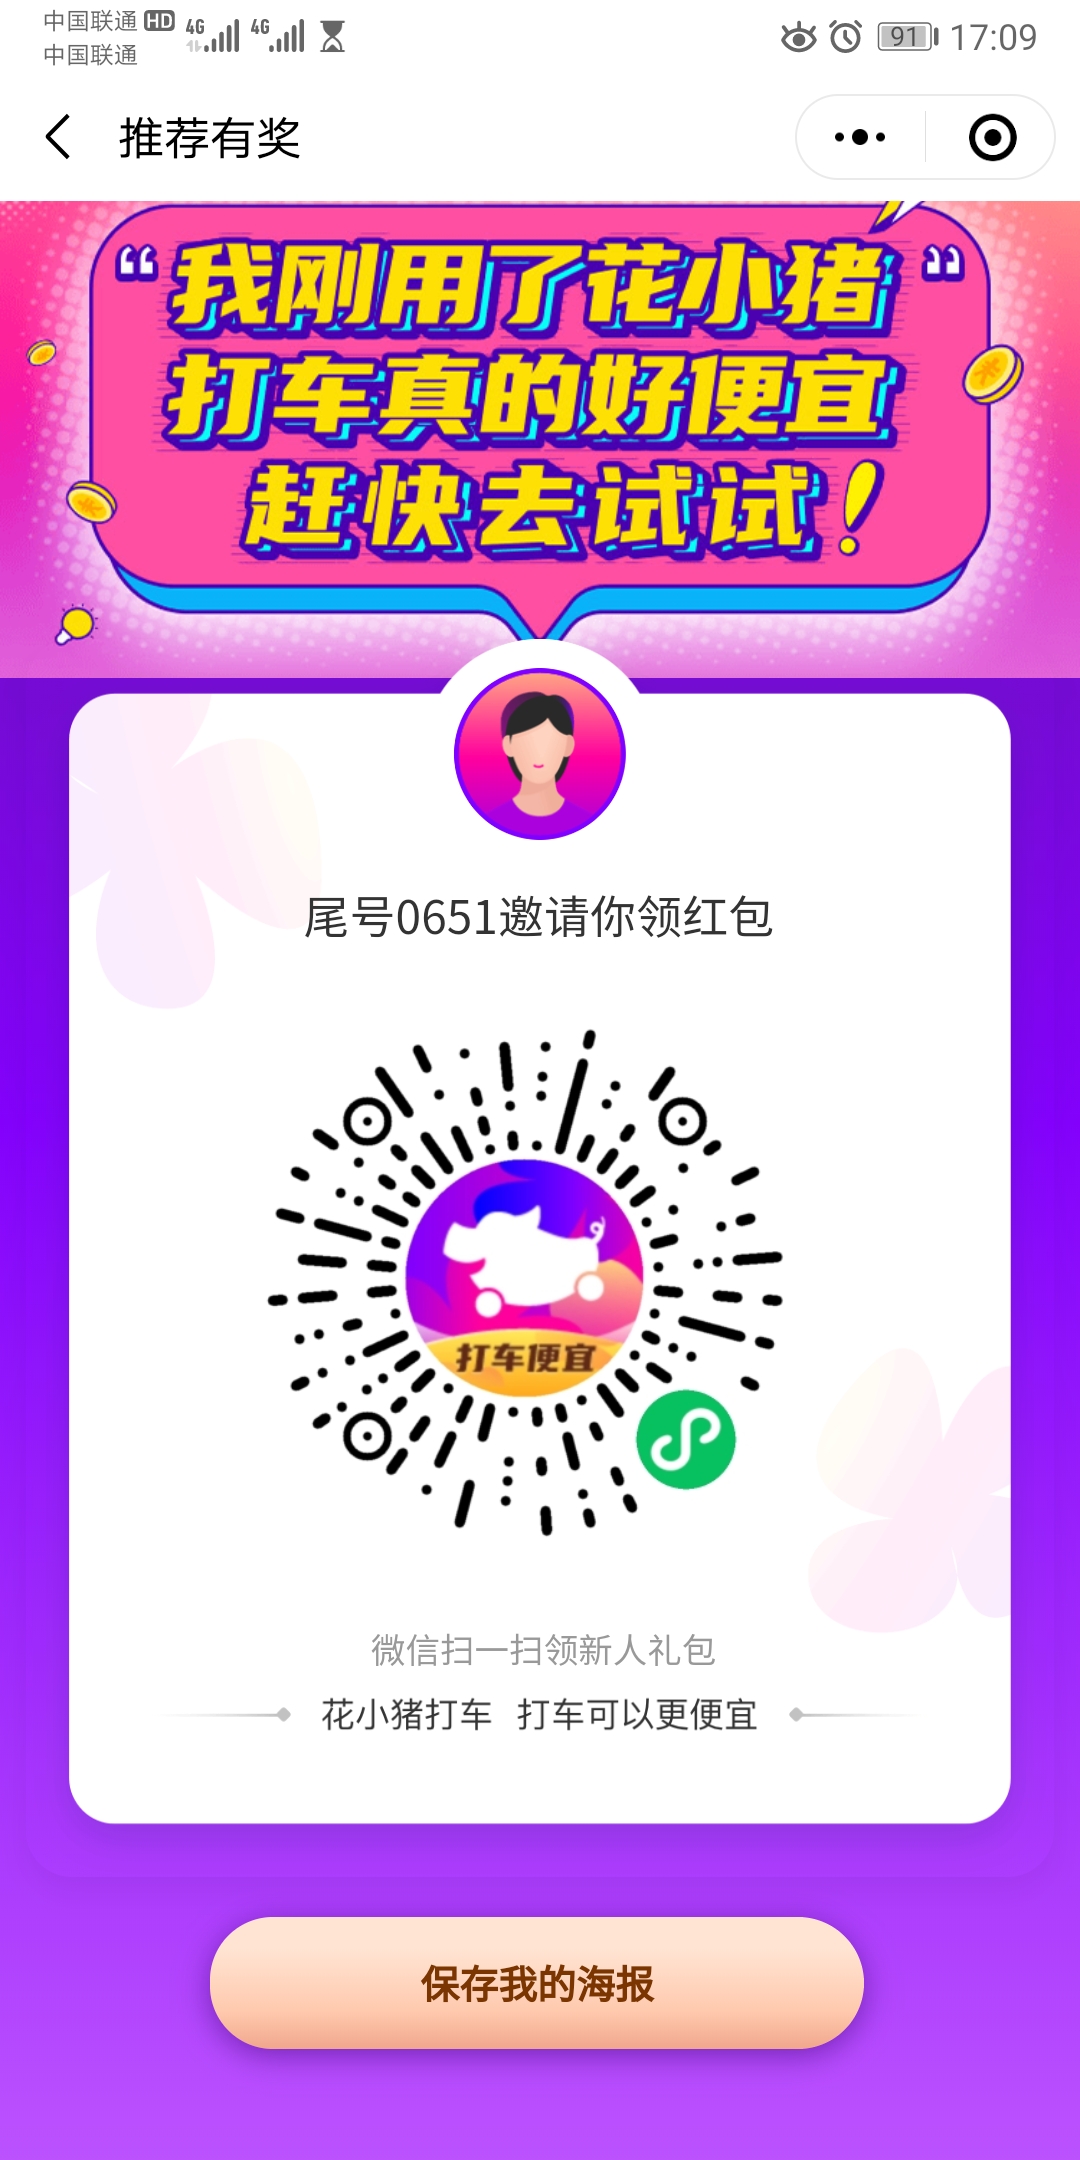 中国联通 HD 4G 4G 91 17:09
中国联通
推荐有奖
“我刚用了花小猪”
打车真的好便宜
赶快去试试！
尾号0651邀请你领红包
打车便宜
微信扫一扫领新人礼包
花小猪打车 打车可以更便宜
保存我的海报